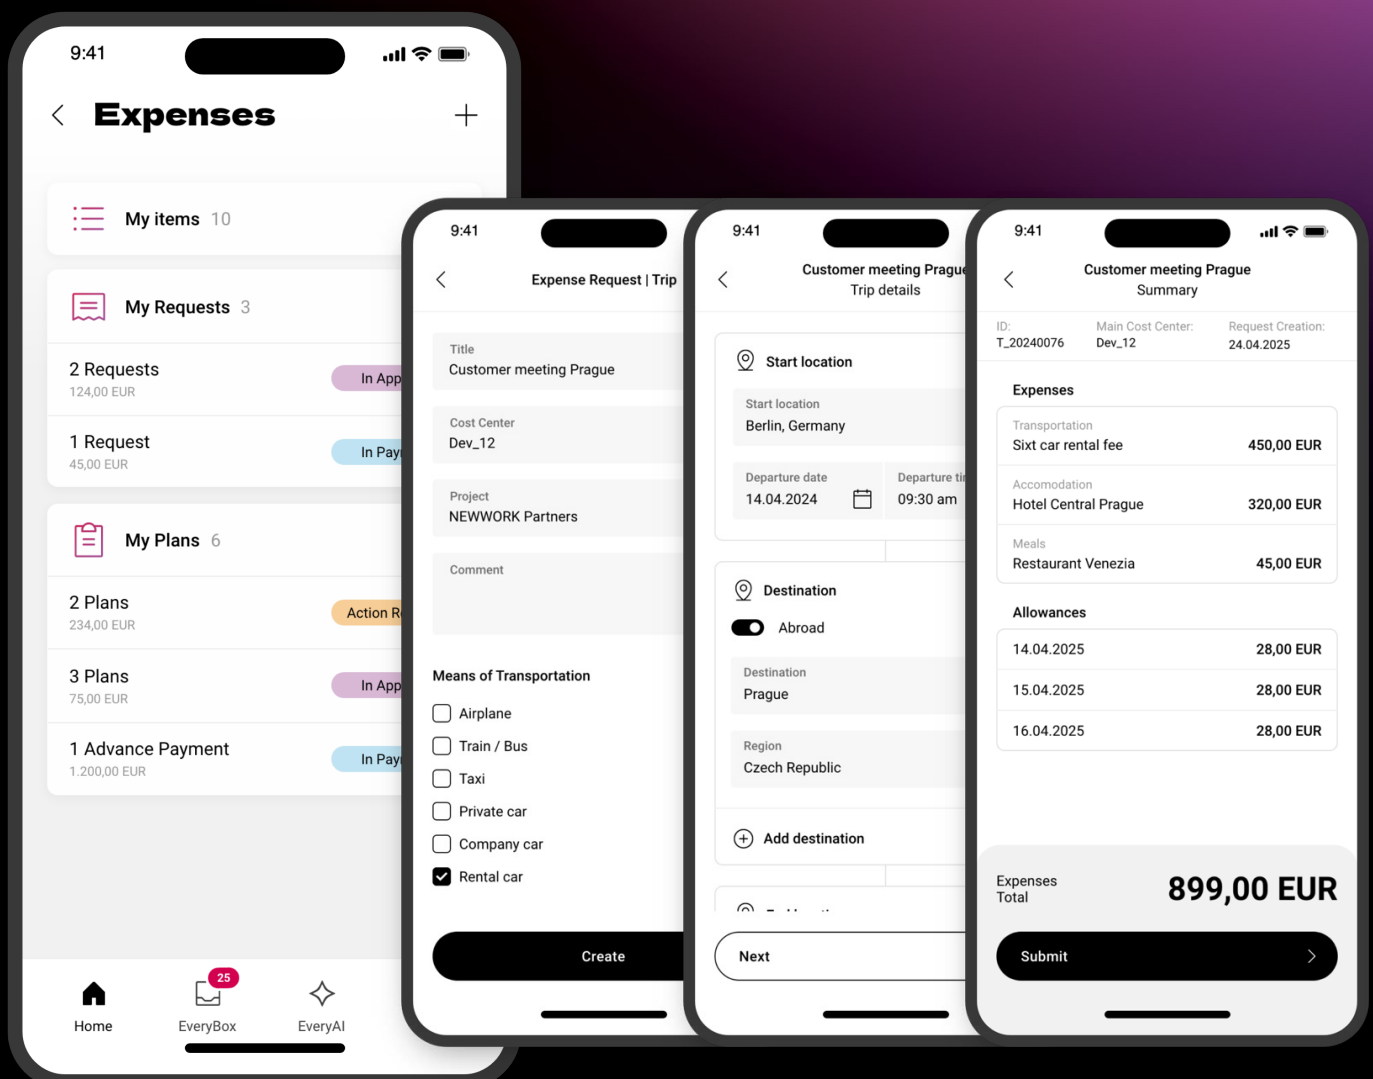 9:41
Expenses
My items 10
My Requests 3
2 Requests
124,00 EUR
In App
1 Request
45,00 EUR
In Pay
My Plans 6
2 Plans
234,00 EUR
Action R
3 Plans
75,00 EUR
In App
1 Advance Payment
1.200,00 EUR
In Pay
25
Home
EveryBox
EveryAI
9:41
Expense Request | Trip
Title
Customer meeting Prague
Cost Center
Dev_12
Project
NEWWORK Partners
Comment
Means of Transportation
Airplane
Train / Bus
Taxi
Private car
Company car
Rental car
Create
9:41
Customer meeting Prague
Trip details
Start location
Start location
Berlin, Germany
Departure date
14.04.2024
Departure
09:30 am
Destination
Abroad
Destination
Prague
Region
Czech Republic
Add destination
Next
9:41
Customer meeting Prague
Summary
ID:
T_20240076
Main Cost Center:
Dev_12
Request Creation:
24.04.2025
Expenses
Transportation
Sixt car rental fee 450,00 EUR
Accomodation
Hotel Central Prague 320,00 EUR
Meals
Restaurant Venezia 45,00 EUR
Allowances
14.04.2025 28,00 EUR
15.04.2025 28,00 EUR
16.04.2025 28,00 EUR
Expenses
Total
899,00 EUR
Submit